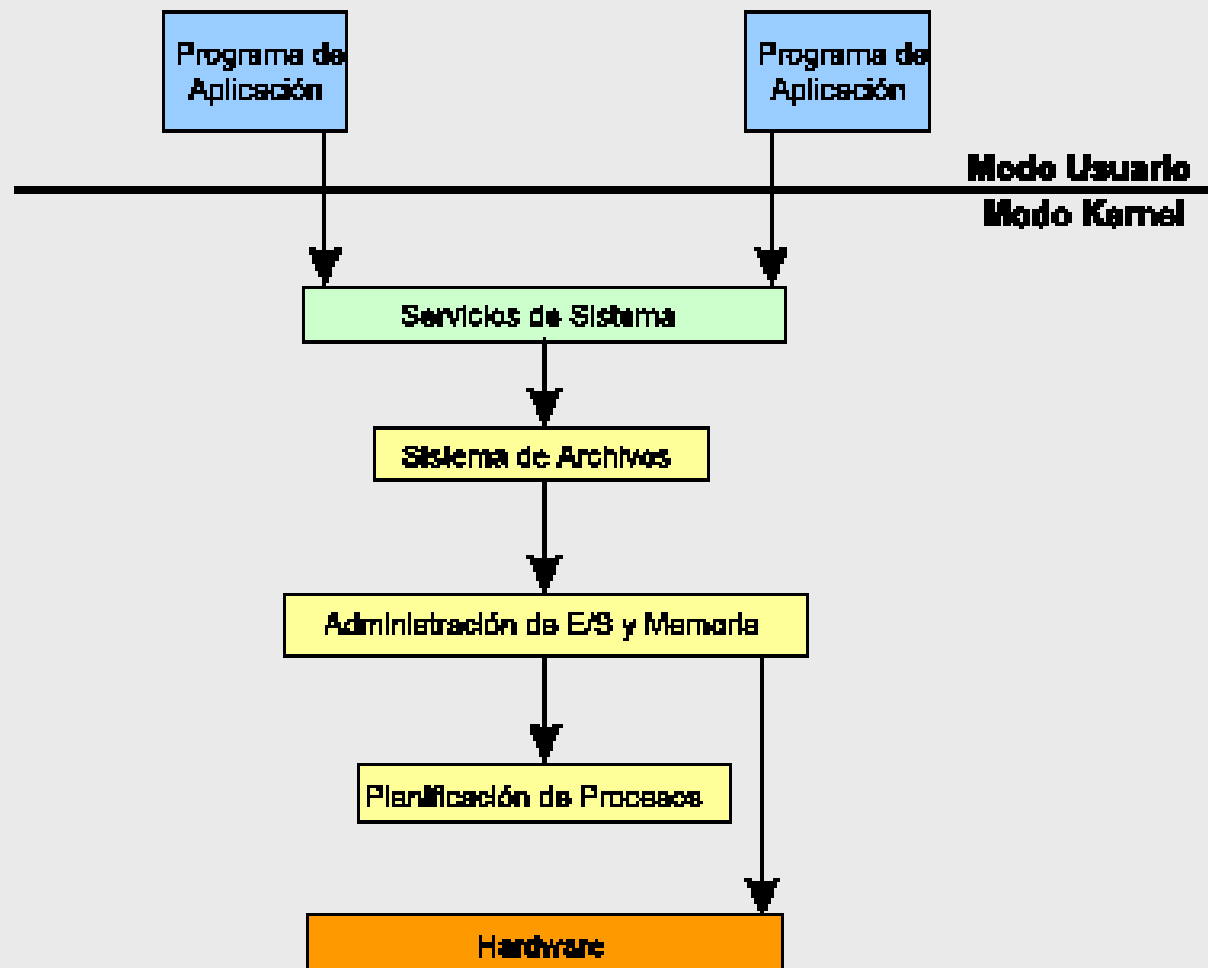 Programa de
Aplicación
Programa de
Aplicación
Modo Usuario
Modo Kernel
Servicios de Sistema
Sistema de Archivos
Administración de E/S y Memoria
Planificación de Procesos
Hardware